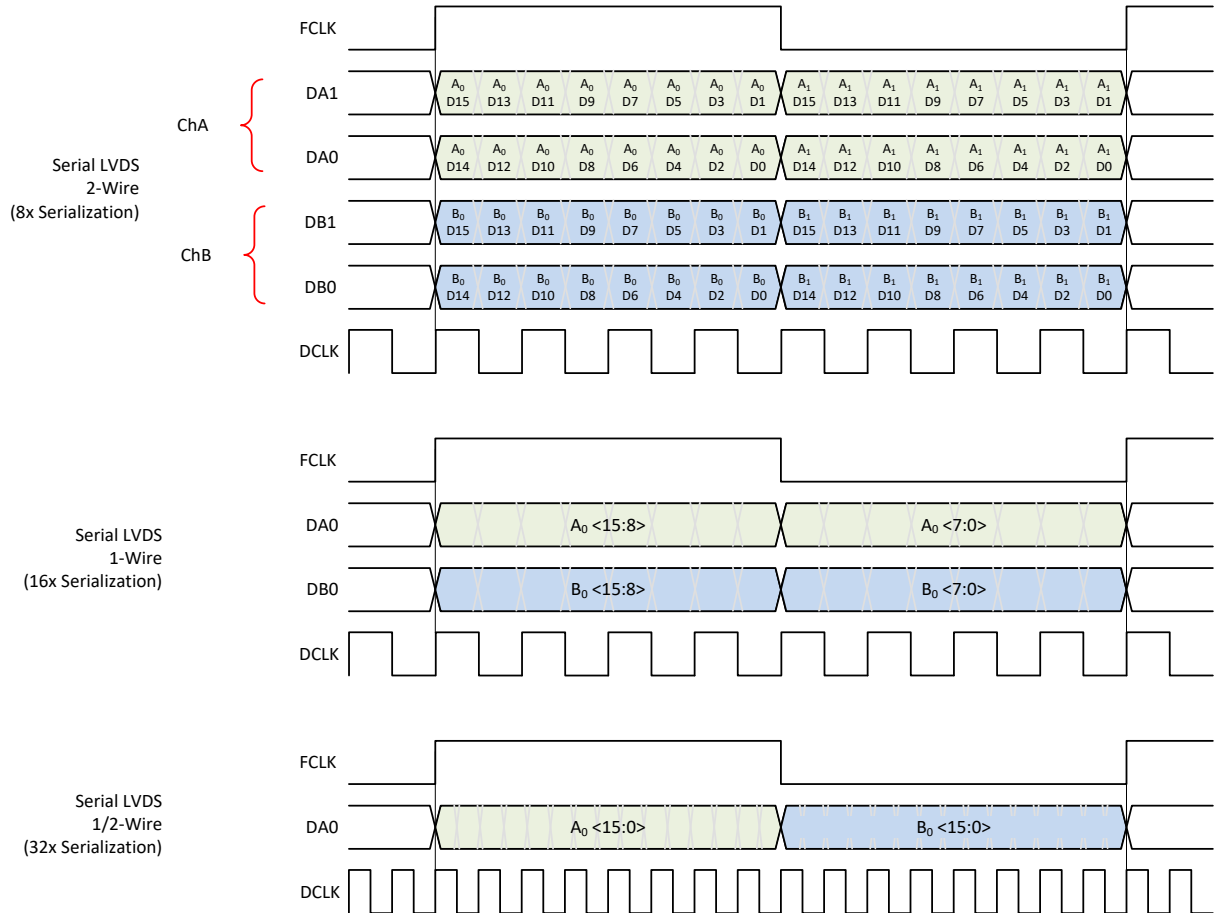 FCLK
DA1
A0 A0 A0 A0 A0 A0 A0 A0 A1 A1 A1 A1 A1 A1 A1 A1
D15 D13 D11 D9 D7 D5 D3 D1 D15 D13 D11 D9 D7 D5 D3 D1
ChA
DA0
A0 A0 A0 A0 A0 A0 A0 A0 A1 A1 A1 A1 A1 A1 A1 A1
D14 D12 D10 D8 D6 D4 D2 D0 D14 D12 D10 D8 D6 D4 D2 D0
Serial LVDS
2-Wire
(8x Serialization)
DB1
B0 B0 B0 B0 B0 B0 B0 B0 B1 B1 B1 B1 B1 B1 B1 B1
D15 D13 D11 D9 D7 D5 D3 D1 D15 D13 D11 D9 D7 D5 D3 D1
ChB
DB0
B0 B0 B0 B0 B0 B0 B0 B0 B1 B1 B1 B1 B1 B1 B1 B1
D14 D12 D10 D8 D6 D4 D2 D0 D14 D12 D10 D8 D6 D4 D2 D0
DCLK
FCLK
DA0 A0 <15:8> A0 <7:0>
Serial LVDS
1-Wire
(16x Serialization)
DB0 B0 <15:8> B0 <7:0>
DCLK
FCLK
Serial LVDS
1/2-Wire
(32x Serialization)
DA0 A0 <15:0> B0 <15:0>
DCLK